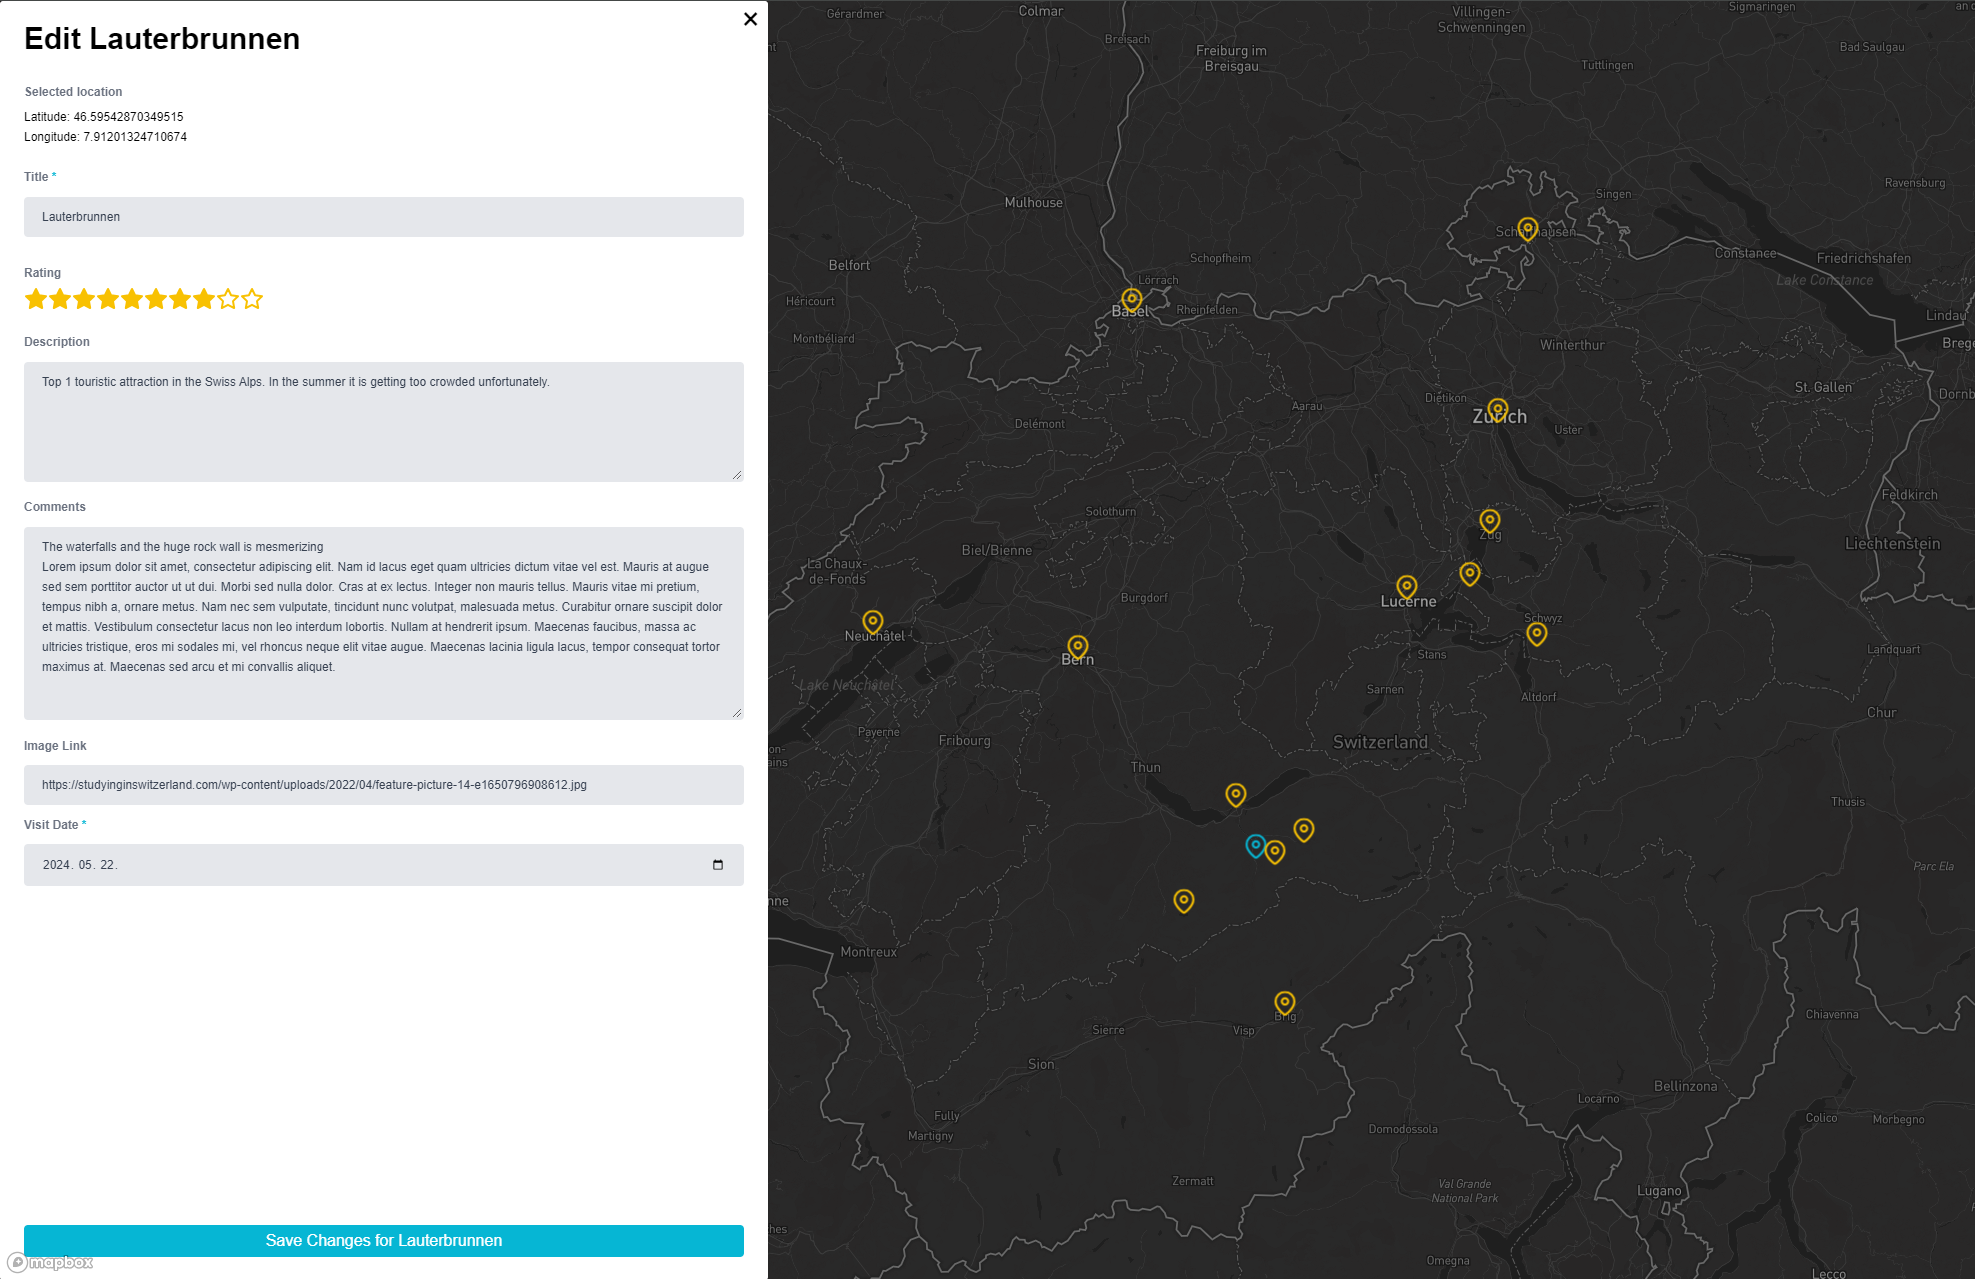 Edit Lauterbrunnen
Selected location
Latitude: 46.59542870349515
Longitude: 7.91201324710674
Title *
Lauterbrunnen
Rating
Description
Top 1 touristic attraction in the Swiss Alps. In the summer it is getting too crowded unfortunately.
Comments
The waterfalls and the huge rock wall is mesmerizing
Lorem ipsum dolor sit amet, consectetur adipiscing elit. Nam id lacus eget quam ultricies dictum vitae vel est. Mauris at augue
sed sem porttitor auctor ut ut dui. Morbi sed nulla dolor. Cras at ex lectus. Integer non mauris tellus. Mauris vitae mi pretium,
tempus nibh a, ornare metus. Nam nec sem vulputate, tincidunt nunc volutpat, malesuada metus. Curabitur ornare suscipit dolor
et mattis. Vestibulum consectetur lacus non leo interdum lobortis. Nullam at hendrerit ipsum. Maecenas faucibus, massa ac
ultricies tristique, eros mi sodales mi, vel rhoncus neque elit vitae augue. Maecenas lacinia ligula lacus, tempor consequat tortor
maximus at. Maecenas sed arcu et mi convallis aliquet.
Image Link
https://studyinginswitzerland.com/wp-content/uploads/2022/04/feature-picture-14-e1650796908612.jpg
Visit Date *
2024. 05. 22.
Save Changes for Lauterbrunnen
mapbox
Gérardmer
Colmar
Villingen-
Schwenningen
Sigmaringen
Breisach
Freiburg im
Breisgau
Bad Saulgau
Tuttlingen
Ravensburg
Singen
Mulhouse
Schaffhausen
Constance
Friedrichshafen
Lake Constance
Belfort
Schopfheim
Lörrach
Héricourt
Basel
Rheinfelden
Lindau
Montbéliard
Winterthur
St. Gallen
Aarau
Dietikon
Zurich
Uster
Delémont
Feldkirch
Solothurn
Zug
Liechtenstein
Biel/Bienne
La Chaux-
de-Fonds
Burgdorf
Lucerne
Schwyz
Neuchâtel
Bern
Stans
Landquart
Lake Neuchâtel
Sarnen
Altdorf
Chur
Payerne
Fribourg
Switzerland
Thun
Thusis
Parc Ela
Montreux
Brig
Chiavenna
Sierre
Visp
Sion
Bellinzona
Locarno
Fully
Colico
Morbegno
Martigny
Domodossola
Zermatt
Val Grande
National Park
Lugano
Omegna
Lecco